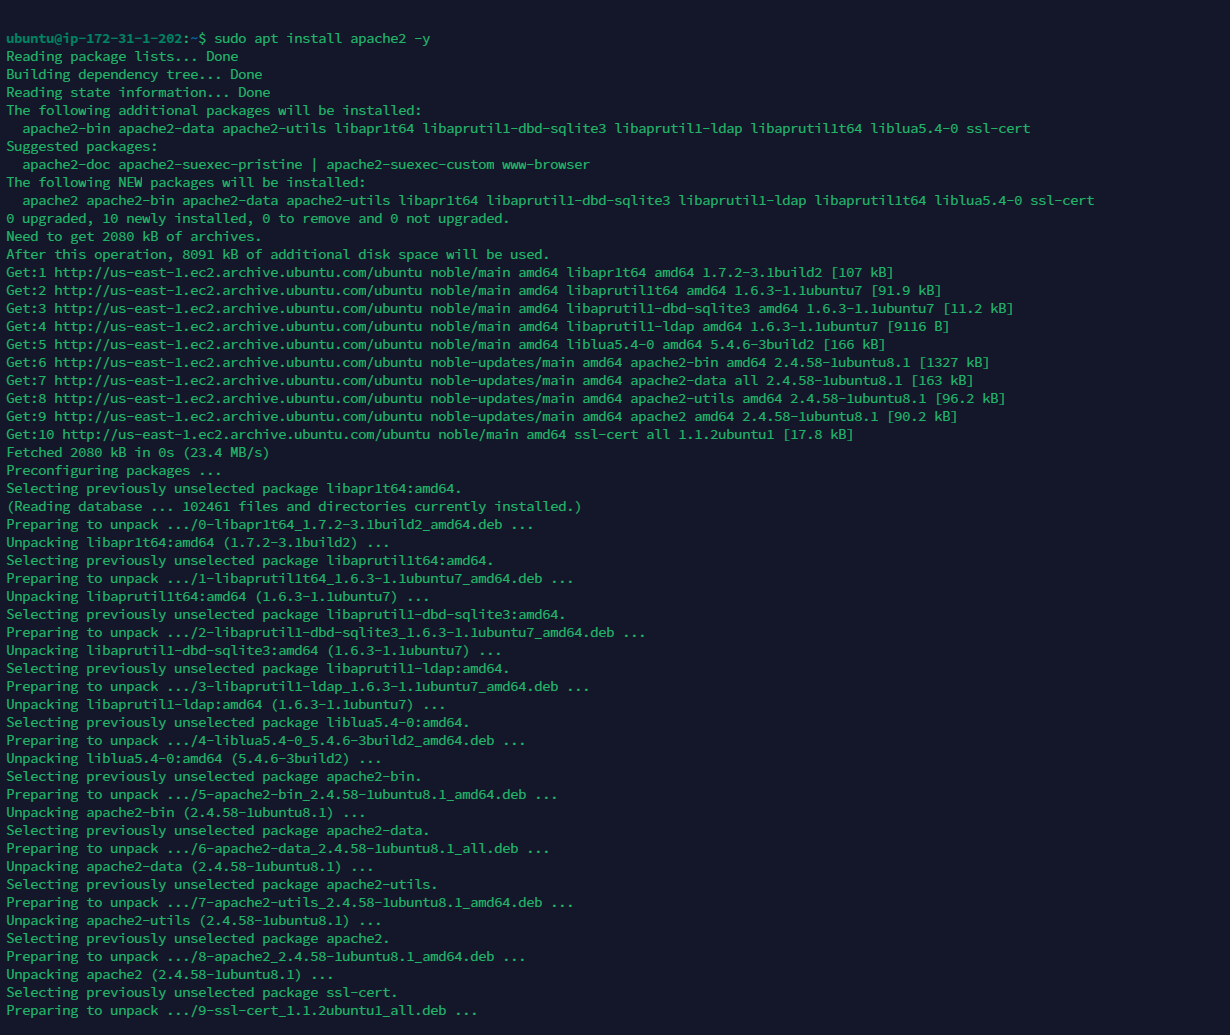 ubuntu@ip-172-31-1-202:~$ sudo apt install apache2 -y
Reading package lists... Done
Building dependency tree... Done
Reading state information... Done
The following additional packages will be installed:
  apache2-bin apache2-data apache2-utils libapr1t64 libaprutil1-dbd-sqlite3 libaprutil1-ldap libaprutil1t64 liblua5.4-0 ssl-cert
Suggested packages:
  apache2-doc apache2-suexec-pristine | apache2-suexec-custom www-browser
The following NEW packages will be installed:
  apache2 apache2-bin apache2-data apache2-utils libapr1t64 libaprutil1-dbd-sqlite3 libaprutil1-ldap libaprutil1t64 liblua5.4-0 ssl-cert
0 upgraded, 10 newly installed, 0 to remove and 0 not upgraded.
Need to get 2080 kB of archives.
After this operation, 8091 kB of additional disk space will be used.
Get:1 http://us-east-1.ec2.archive.ubuntu.com/ubuntu noble/main amd64 libapr1t64 amd64 1.7.2-3.1build2 [107 kB]
Get:2 http://us-east-1.ec2.archive.ubuntu.com/ubuntu noble/main amd64 libaprutil1t64 amd64 1.6.3-1.1ubuntu7 [91.9 kB]
Get:3 http://us-east-1.ec2.archive.ubuntu.com/ubuntu noble/main amd64 libaprutil1-dbd-sqlite3 amd64 1.6.3-1.1ubuntu7 [11.2 kB]
Get:4 http://us-east-1.ec2.archive.ubuntu.com/ubuntu noble/main amd64 libaprutil1-ldap amd64 1.6.3-1.1ubuntu7 [9116 B]
Get:5 http://us-east-1.ec2.archive.ubuntu.com/ubuntu noble/main amd64 liblua5.4-0 amd64 5.4.6-3build2 [166 kB]
Get:6 http://us-east-1.ec2.archive.ubuntu.com/ubuntu noble-updates/main amd64 apache2-bin amd64 2.4.58-1ubuntu8.1 [1327 kB]
Get:7 http://us-east-1.ec2.archive.ubuntu.com/ubuntu noble-updates/main amd64 apache2-data all 2.4.58-1ubuntu8.1 [163 kB]
Get:8 http://us-east-1.ec2.archive.ubuntu.com/ubuntu noble-updates/main amd64 apache2-utils amd64 2.4.58-1ubuntu8.1 [96.2 kB]
Get:9 http://us-east-1.ec2.archive.ubuntu.com/ubuntu noble-updates/main amd64 apache2 amd64 2.4.58-1ubuntu8.1 [90.2 kB]
Get:10 http://us-east-1.ec2.archive.ubuntu.com/ubuntu noble/main amd64 ssl-cert all 1.1.2ubuntu1 [17.8 kB]
Fetched 2080 kB in 0s (23.4 MB/s)
Preconfiguring packages ...
Selecting previously unselected package libapr1t64:amd64.
(Reading database ... 102461 files and directories currently installed.)
Preparing to unpack .../0-libapr1t64_1.7.2-3.1build2_amd64.deb ...
Unpacking libapr1t64:amd64 (1.7.2-3.1build2) ...
Selecting previously unselected package libaprutil1t64:amd64.
Preparing to unpack .../1-libaprutil1t64_1.6.3-1.1ubuntu7_amd64.deb ...
Unpacking libaprutil1t64:amd64 (1.6.3-1.1ubuntu7) ...
Selecting previously unselected package libaprutil1-dbd-sqlite3:amd64.
Preparing to unpack .../2-libaprutil1-dbd-sqlite3_1.6.3-1.1ubuntu7_amd64.deb ...
Unpacking libaprutil1-dbd-sqlite3:amd64 (1.6.3-1.1ubuntu7) ...
Selecting previously unselected package libaprutil1-ldap:amd64.
Preparing to unpack .../3-libaprutil1-ldap_1.6.3-1.1ubuntu7_amd64.deb ...
Unpacking libaprutil1-ldap:amd64 (1.6.3-1.1ubuntu7) ...
Selecting previously unselected package liblua5.4-0:amd64.
Preparing to unpack .../4-liblua5.4-0_5.4.6-3build2_amd64.deb ...
Unpacking liblua5.4-0:amd64 (5.4.6-3build2) ...
Selecting previously unselected package apache2-bin.
Preparing to unpack .../5-apache2-bin_2.4.58-1ubuntu8.1_amd64.deb ...
Unpacking apache2-bin (2.4.58-1ubuntu8.1) ...
Selecting previously unselected package apache2-data.
Preparing to unpack .../6-apache2-data_2.4.58-1ubuntu8.1_all.deb ...
Unpacking apache2-data (2.4.58-1ubuntu8.1) ...
Selecting previously unselected package apache2-utils.
Preparing to unpack .../7-apache2-utils_2.4.58-1ubuntu8.1_amd64.deb ...
Unpacking apache2-utils (2.4.58-1ubuntu8.1) ...
Selecting previously unselected package apache2.
Preparing to unpack .../8-apache2_2.4.58-1ubuntu8.1_amd64.deb ...
Unpacking apache2 (2.4.58-1ubuntu8.1) ...
Selecting previously unselected package ssl-cert.
Preparing to unpack .../9-ssl-cert_1.1.2ubuntu1_all.deb ...